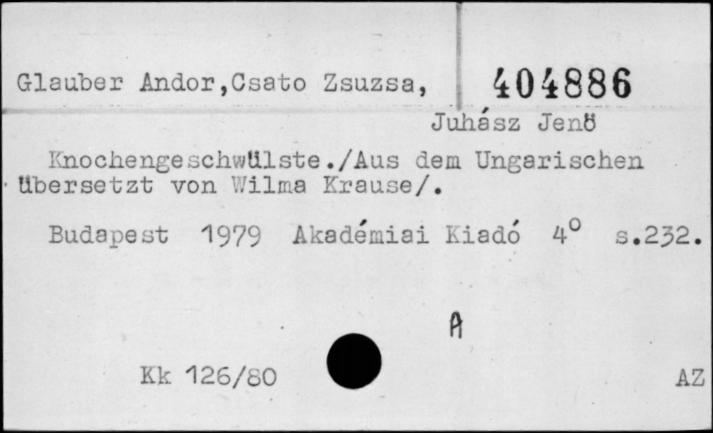 Glauber Andor,Csato Zsuzsa, 404886
Juhász Jenö
Knochengeschwülste./Aus dem Ungarischen
übersetzt von Wilma Krause/.
Budapest 1979 Akadémiai Kiadó 4° s.232.
A
Kk 126/80 AZ